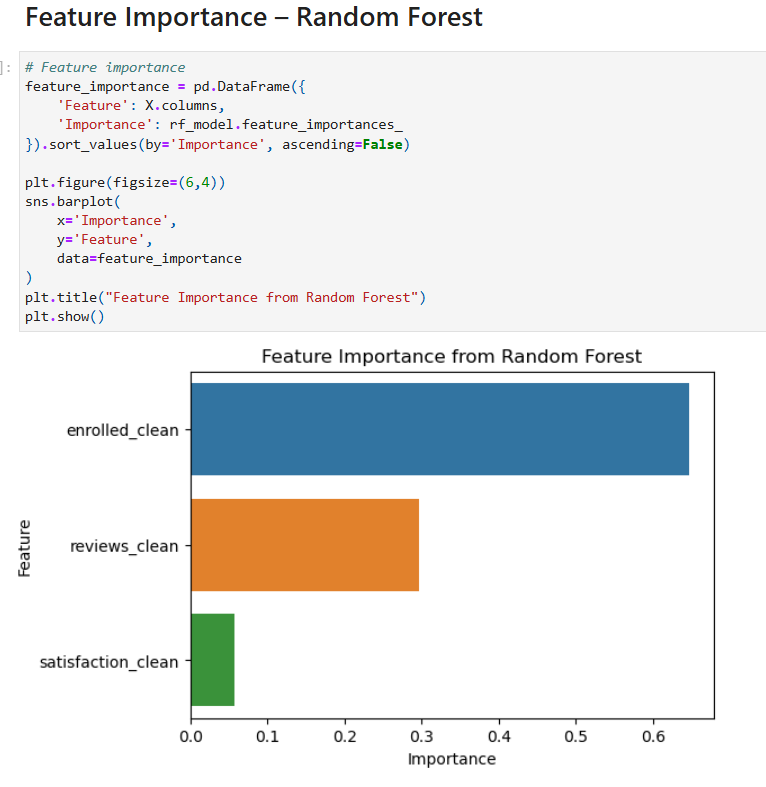 Feature Importance – Random Forest
]:
# Feature importance
feature_importance = pd.DataFrame({
    'Feature': X.columns,
    'Importance': rf_model.feature_importances_
}).sort_values(by='Importance', ascending=False)
plt.figure(figsize=(6,4))
sns.barplot(
    x='Importance',
    y='Feature',
    data=feature_importance
)
plt.title("Feature Importance from Random Forest")
plt.show()
Feature Importance from Random Forest
enrolled_clean
reviews_clean
satisfaction_clean
Feature
0.0 0.1 0.2 0.3 0.4 0.5 0.6
Importance